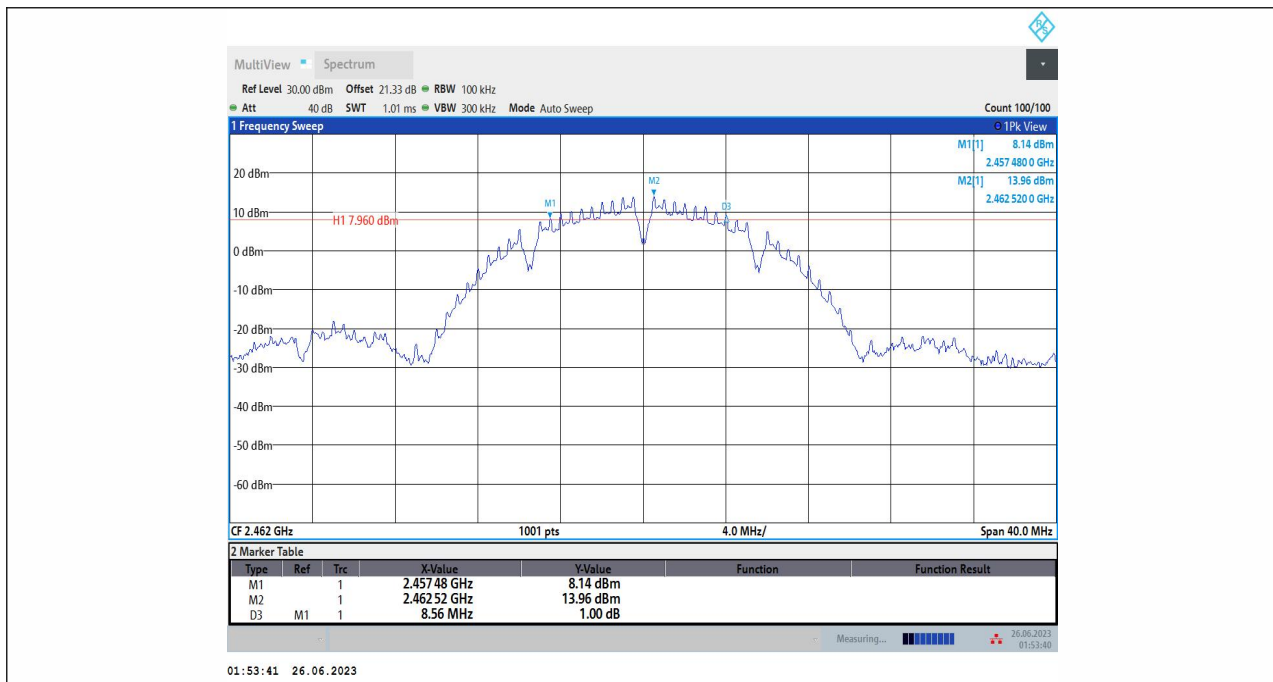 R&S
MultiView Spectrum
Ref Level 30.00 dBm Offset 21.33 dB RBW 100 kHz
Att 40 dB SWT 1.01 ms VBW 300 kHz Mode Auto Sweep Count 100/100
1 Frequency Sweep 1Pk View
M1[1] 8.14 dBm
2.457 480 0 GHz
M2[1] 13.96 dBm
2.462 520 0 GHz
20 dBm
M2
M1
D3
10 dBm
H1 7.960 dBm
0 dBm
-10 dBm
-20 dBm
-30 dBm
-40 dBm
-50 dBm
-60 dBm
CF 2.462 GHz 1001 pts 4.0 MHz/ Span 40.0 MHz
2 Marker Table
Type Ref Trc X-Value Y-Value Function Function Result
M1 1 2.457 48 GHz 8.14 dBm
M2 1 2.462 52 GHz 13.96 dBm
D3 M1 1 8.56 MHz 1.00 dB
Measuring... 26.06.2023
01:53:40
01:53:41 26.06.2023